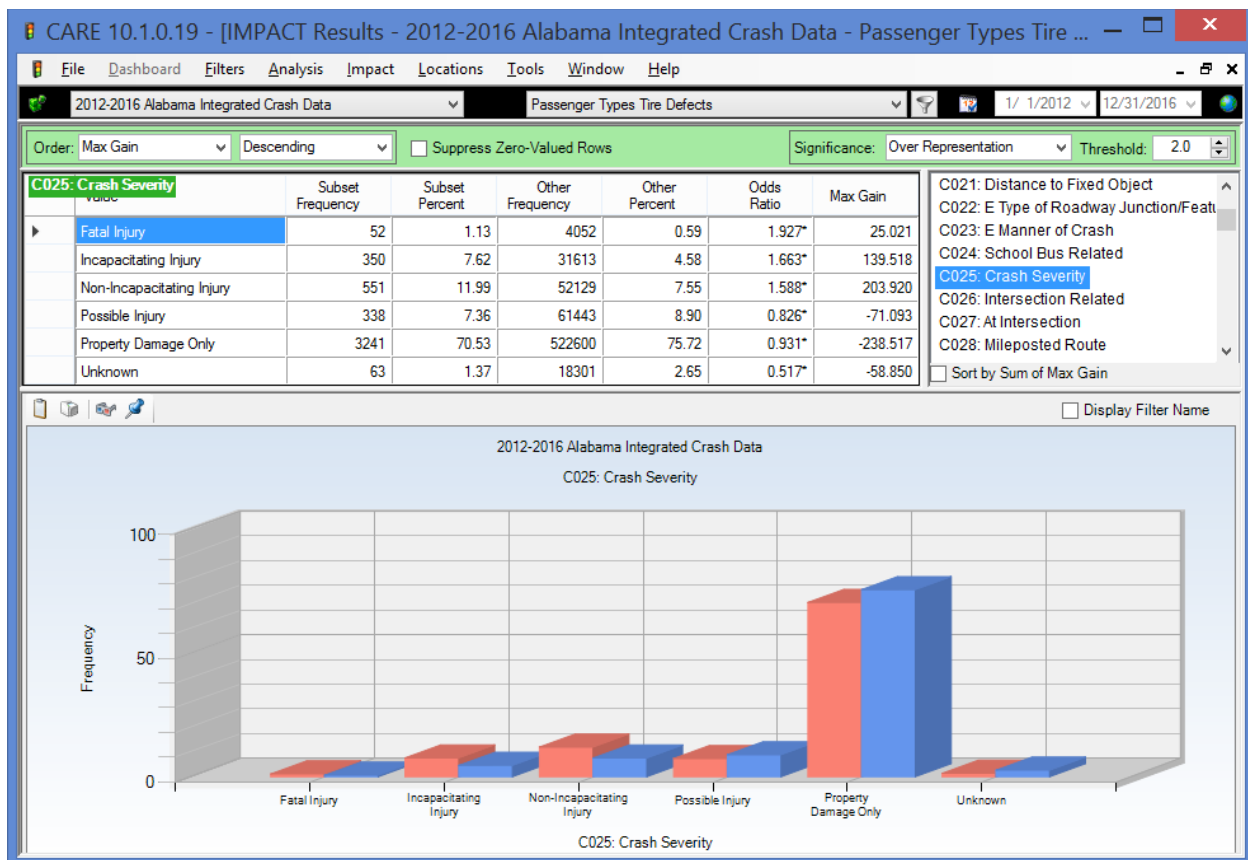 CARE 10.1.0.19 - [IMPACT Results - 2012-2016 Alabama Integrated Crash Data - Passenger Types Tire ...
File Dashboard Filters Analysis Impact Locations Tools Window Help
2012-2016 Alabama Integrated Crash Data Passenger Types Tire Defects 1/ 1/2012 12/31/2016
Order: Max Gain Descending Suppress Zero-Valued Rows Significance: Over Representation Threshold: 2.0
C025: Crash Severity
Value Subset Frequency Subset Percent Other Frequency Other Percent Odds Ratio Max Gain
Fatal Injury 52 1.13 4052 0.59 1.927* 25.021
Incapacitating Injury 350 7.62 31613 4.58 1.663* 139.518
Non-Incapacitating Injury 551 11.99 52129 7.55 1.588* 203.920
Possible Injury 338 7.36 61443 8.90 0.826* -71.093
Property Damage Only 3241 70.53 522600 75.72 0.931* -238.517
Unknown 63 1.37 18301 2.65 0.517* -58.850
C021: Distance to Fixed Object
C022: E Type of Roadway Junction/Featu
C023: E Manner of Crash
C024: School Bus Related
C025: Crash Severity
C026: Intersection Related
C027: At Intersection
C028: Mileposted Route
Sort by Sum of Max Gain
Display Filter Name
2012-2016 Alabama Integrated Crash Data
C025: Crash Severity
100
50
0
Frequency
Fatal Injury
Incapacitating
Injury
Non-Incapacitating
Injury
Possible Injury
Property
Damage Only
Unknown
C025: Crash Severity